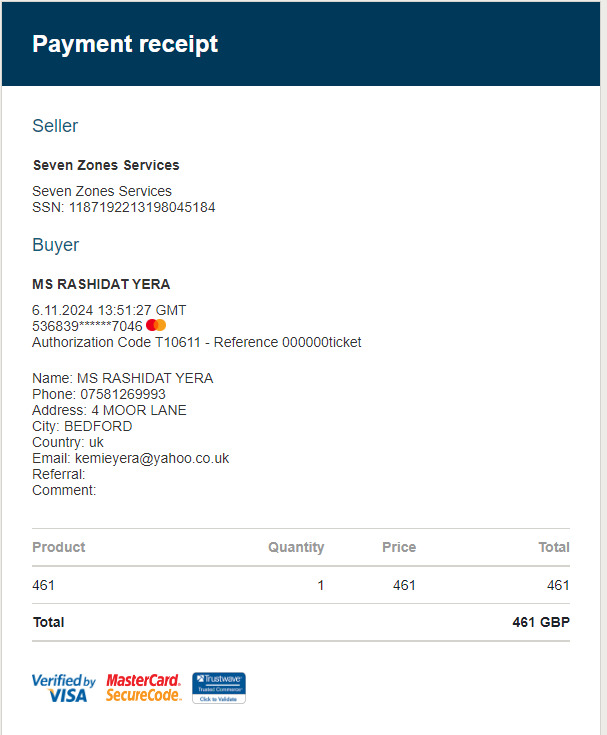 Payment receipt
Seller
Seven Zones Services
Seven Zones Services
SSN: 1187192213198045184
Buyer
MS RASHIDAT YERA
6.11.2024 13:51:27 GMT
536839******7046
Authorization Code T10611 - Reference 000000ticket
Name: MS RASHIDAT YERA
Phone: 07581269993
Address: 4 MOOR LANE
City: BEDFORD
Country: uk
Email: kemieyera@yahoo.co.uk
Referral:
Comment:
Product Quantity Price Total
461 1 461 461
Total 461 GBP
Verified by VISA MasterCard. SecureCode. Trustwave Trusted Commerce Click to Validate